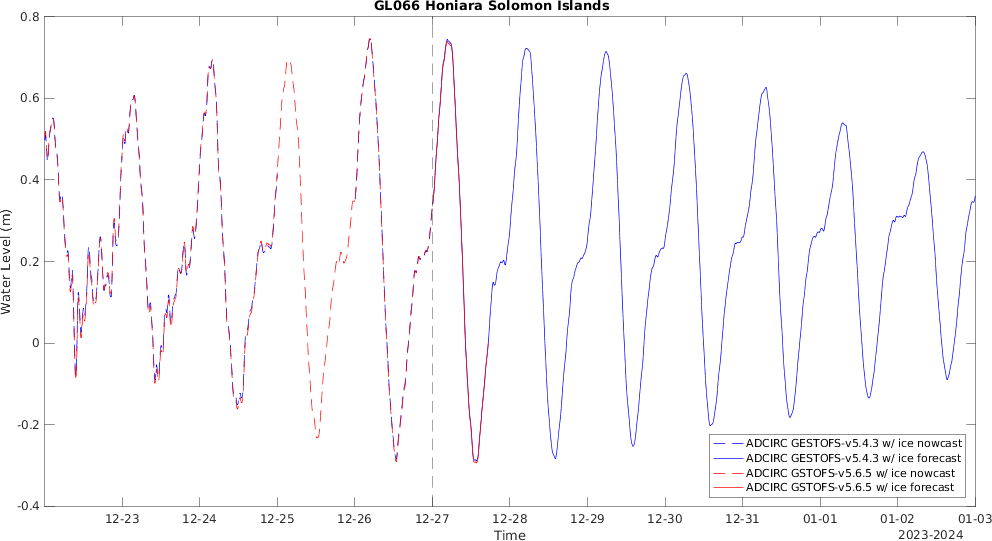 GL066 Honiara Solomon Islands
Water Level (m)
0.8
0.6
0.4
0.2
0
-0.2
-0.4
ADCIRC GESTOFS-v5.4.3 w/ ice nowcast
ADCIRC GESTOFS-v5.4.3 w/ ice forecast
ADCIRC GSTOFS-v5.6.5 w/ ice nowcast
ADCIRC GSTOFS-v5.6.5 w/ ice forecast
12-23 12-24 12-25 12-26 12-27 12-28 12-29 12-30 12-31 01-01 01-02 01-03
Time
2023-2024